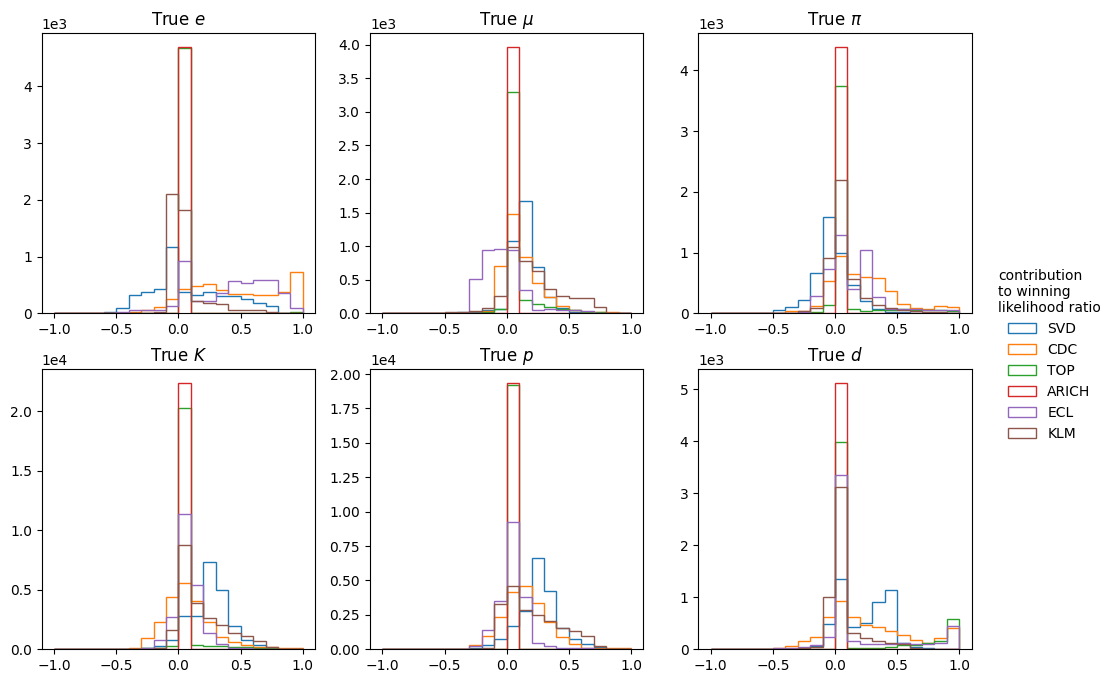 True e
1e3
4
3
2
1
0
−1.0 −0.5 0.0 0.5 1.0
True μ
1e3
4.0
3.5
3.0
2.5
2.0
1.5
1.0
0.5
0.0
−1.0 −0.5 0.0 0.5 1.0
True π
1e3
4
3
2
1
0
−1.0 −0.5 0.0 0.5 1.0
True K
1e4
2.0
1.5
1.0
0.5
0.0
−1.0 −0.5 0.0 0.5 1.0
True p
1e4
2.00
1.75
1.50
1.25
1.00
0.75
0.50
0.25
0.00
−1.0 −0.5 0.0 0.5 1.0
True d
1e3
5
4
3
2
1
0
−1.0 −0.5 0.0 0.5 1.0
contribution
to winning
likelihood ratio
SVD
CDC
TOP
ARICH
ECL
KLM